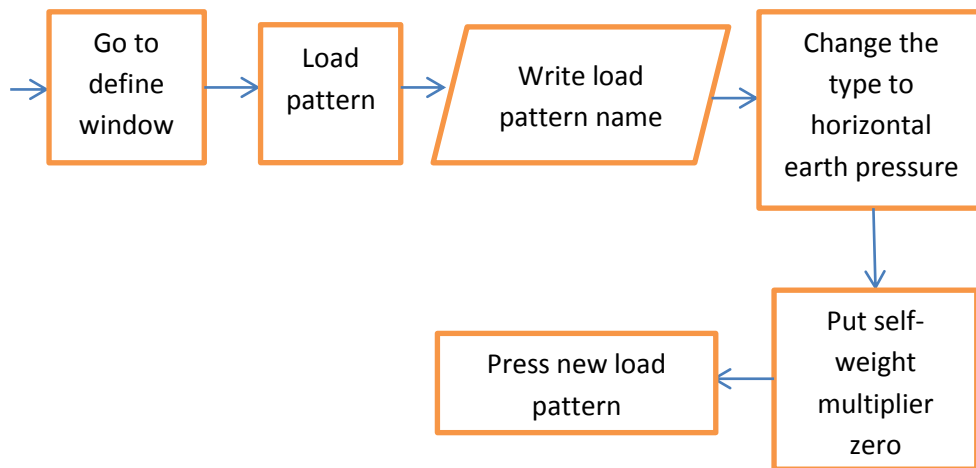 Go to
define
window
Load
pattern
Write load
pattern name
Change the
type to
horizontal
earth pressure
Put self-
weight
multiplier
zero
Press new load
pattern